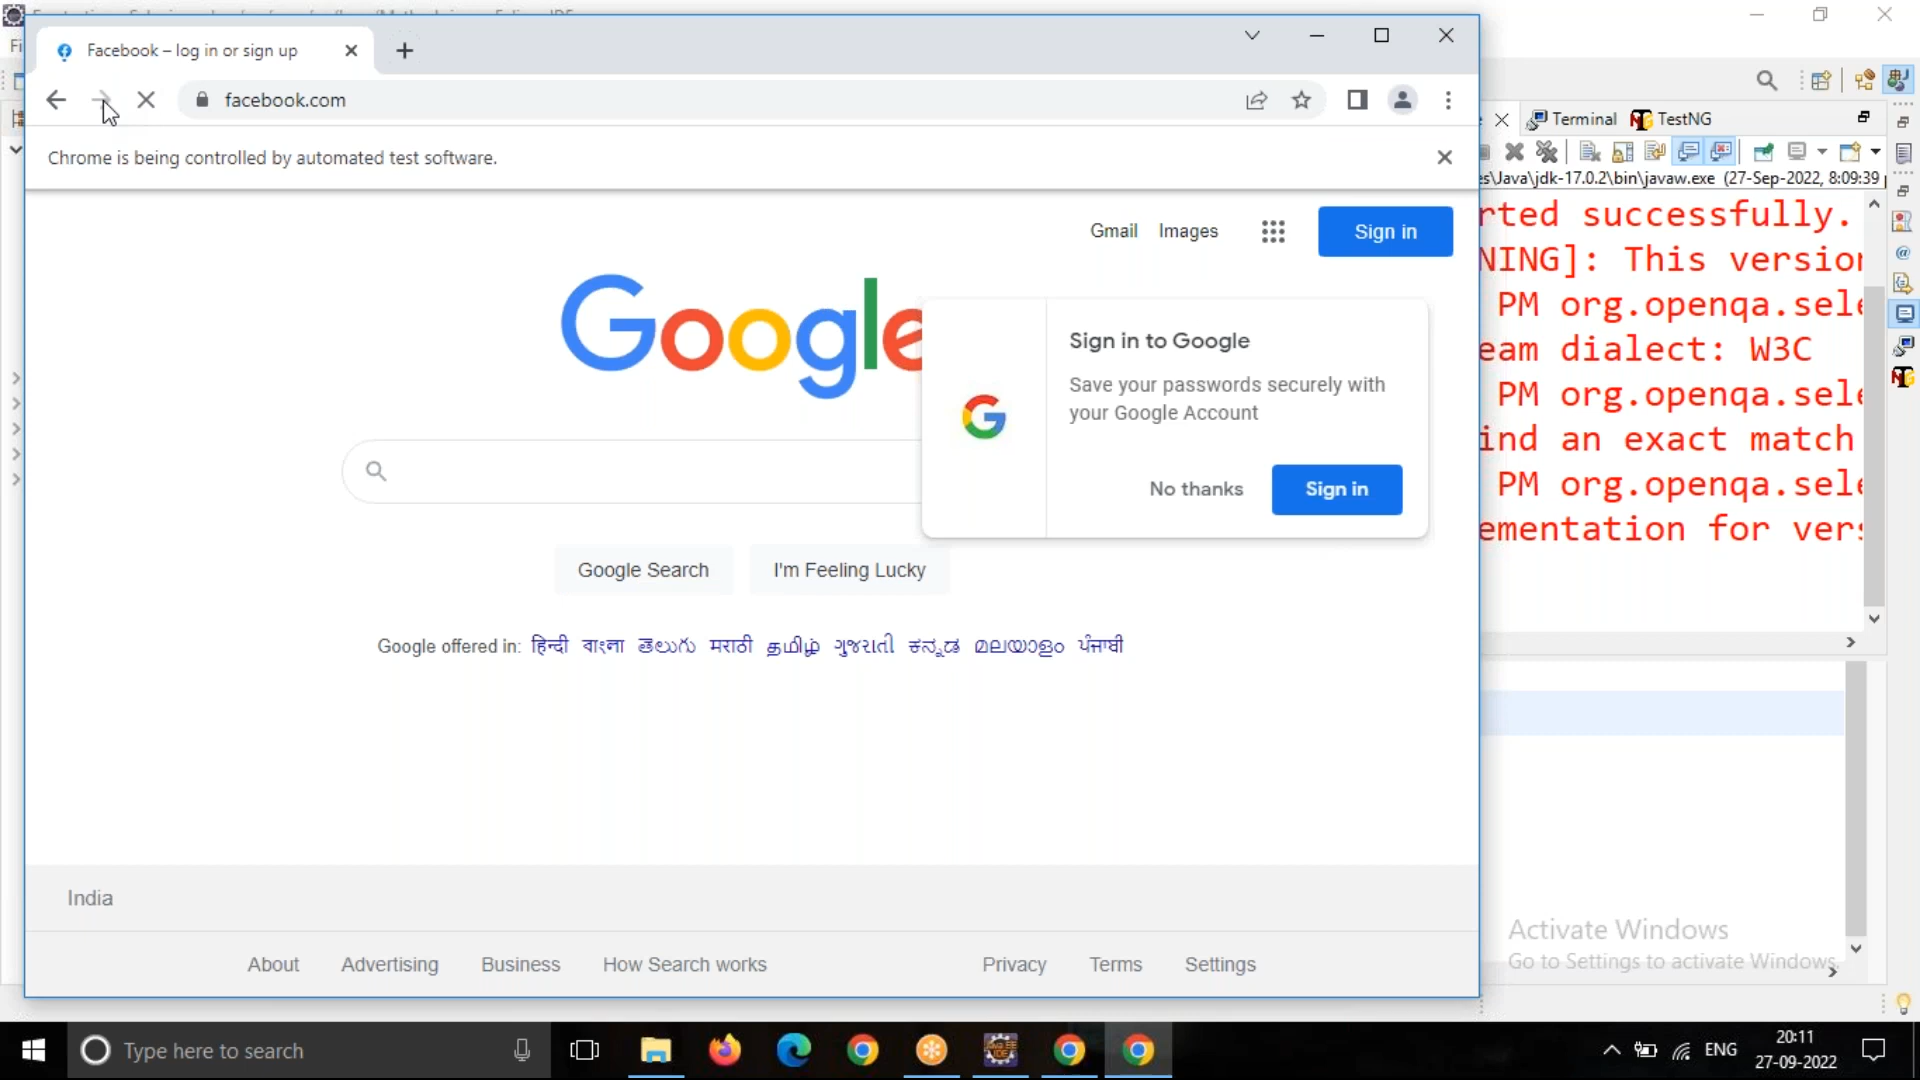 Facebook – log in or sign up
facebook.com
Chrome is being controlled by automated test software.
Gmail Images Sign in
Google
Sign in to Google
Save your passwords securely with
your Google Account
No thanks Sign in
Google Search I'm Feeling Lucky
Google offered in: हिन्दी বাংলা తెలుగు मराठी தமிழ் ગુજરાતી ಕನ್ನಡ മലയാളം ਪੰਜਾਬੀ
India
About Advertising Business How Search works Privacy Terms Settings
Terminal TestNG
s\Java\jdk-17.0.2\bin\javaw.exe (27-Sep-2022, 8:09:39
rted successfully.
NING]: This version
PM org.openqa.sele
eam dialect: W3C
PM org.openqa.sele
ind an exact match
PM org.openqa.sele
ementation for vers
Activate Windows
Go to Settings to activate Windows.
Type here to search
ENG
20:11
27-09-2022